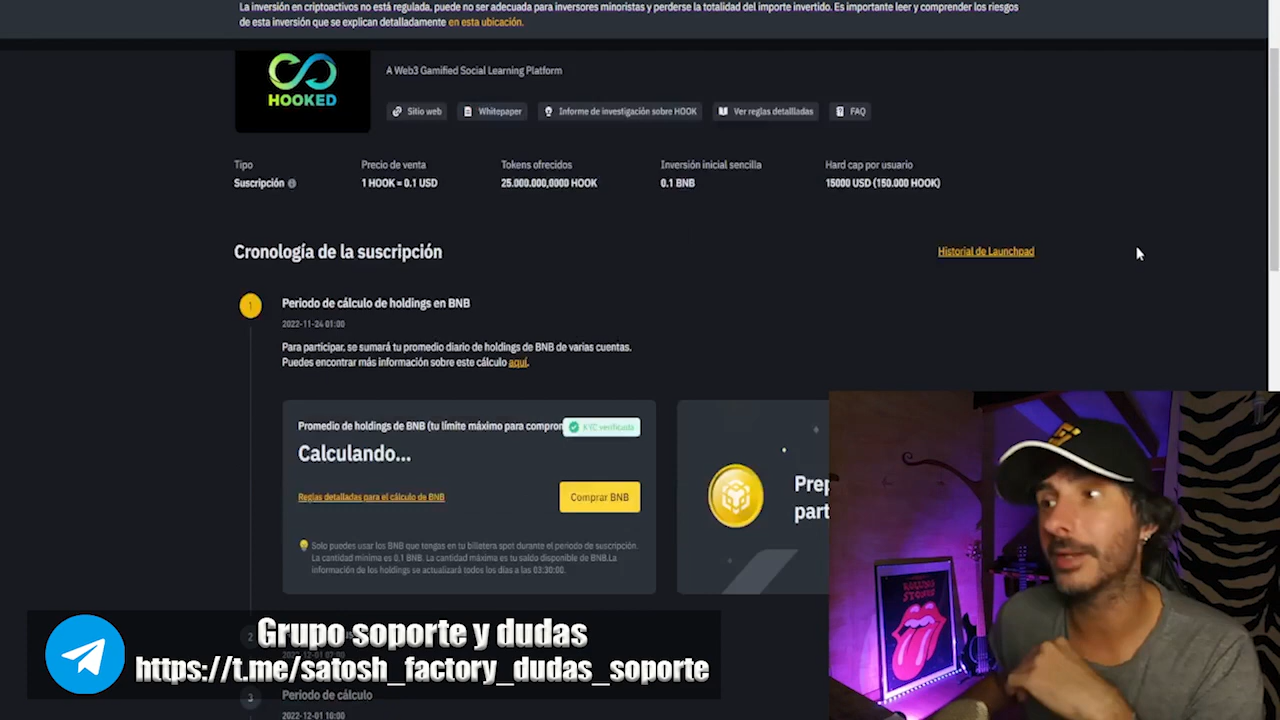 La inversión en criptoactivos no está regulada, puede no ser adecuada para inversores minoristas y perderse la totalidad del importe invertido. Es importante leer y comprender los riesgos
de esta inversión que se explican detalladamente en esta ubicación.
HOOKED
A Web3 Gamified Social Learning Platform
Sitio web
Whitepaper
Informe de investigación sobre HOOK
Ver reglas detalladas
FAQ
Tipo
Precio de venta
Tokens ofrecidos
Inversión inicial sencilla
Hard cap por usuario
Suscripción
1 HOOK = 0.1 USD
25.000.000,0000 HOOK
0.1 BNB
15000 USD (150.000 HOOK)
Cronología de la suscripción
Historial de Launchpad
1
Periodo de cálculo de holdings en BNB
2022-11-24 01:00
Para participar, se sumará tu promedio diario de holdings de BNB de varias cuentas.
Puedes encontrar más información sobre este cálculo aquí.
Promedio de holdings de BNB (tu límite máximo para compron
KYC verificado
Calculando...
Reglas detalladas para el cálculo de BNB
Comprar BNB
Solo puedes usar los BNB que tengas en tu billetera spot durante el periodo de suscripción.
La cantidad mínima es 0.1 BNB. La cantidad máxima es tu saldo disponible de BNB.La
información de los holdings se actualizará todos los días a las 03:30:00.
Prep
part
ROLLING
STONES
Grupo soporte y dudas
https://t.me/satosh_factory_dudas_soporte
2
3
Periodo de cálculo
2022-12-01 10:00